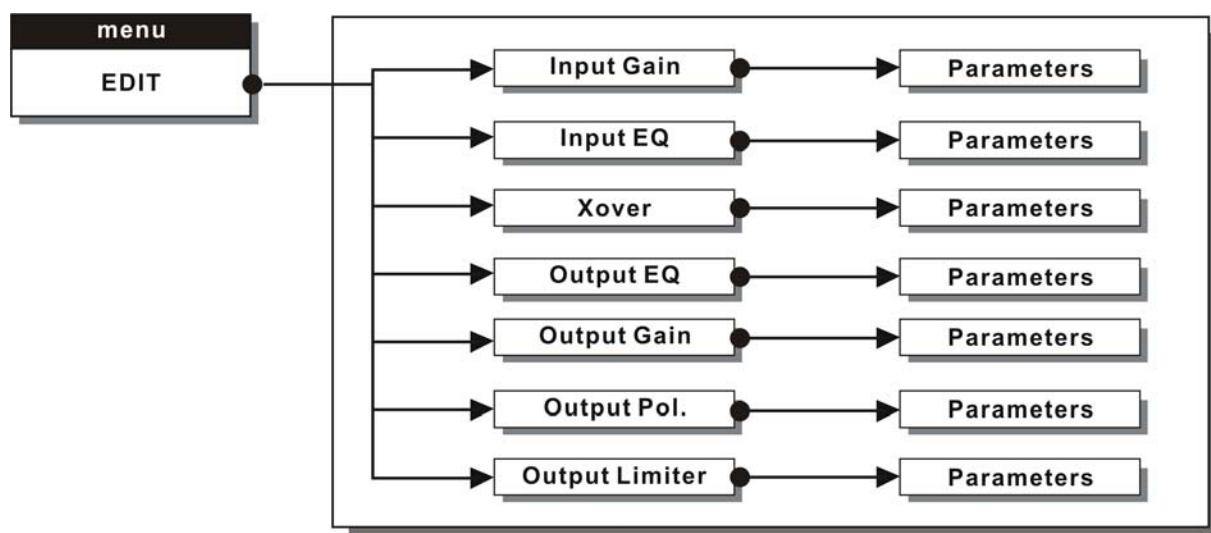 menu
EDIT
Input Gain
Parameters
Input EQ
Parameters
Xover
Parameters
Output EQ
Parameters
Output Gain
Parameters
Output Pol.
Parameters
Output Limiter
Parameters